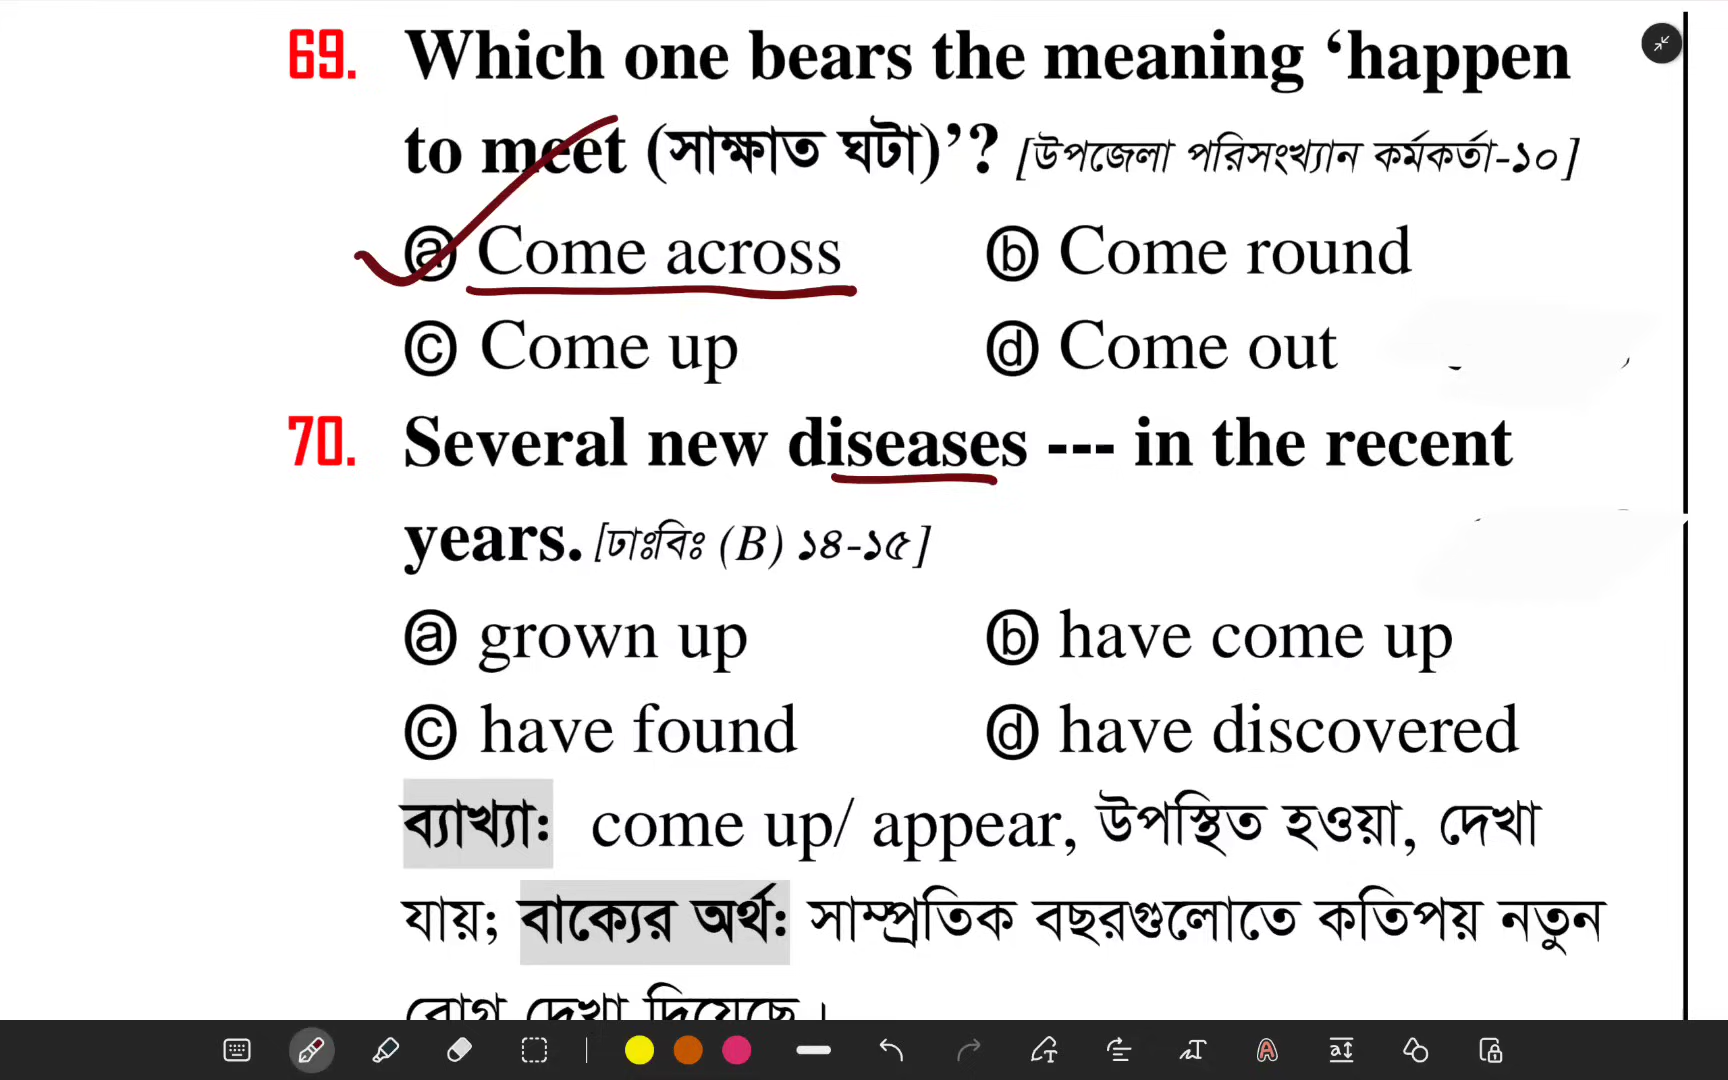 69. Which one bears the meaning ‘happen
to meet (সাক্ষাত ঘটা)’? [উপজেলা পরিসংখ্যান কর্মকর্তা-১০]
ⓐ Come across ⓑ Come round
ⓒ Come up ⓓ Come out
70. Several new diseases --- in the recent
years. [ঢাঃবিঃ (B) ১৪-১৫]
ⓐ grown up ⓑ have come up
ⓒ have found ⓓ have discovered
ব্যাখ্যাঃ come up/ appear, উপস্থিত হওয়া, দেখা
যায়; বাক্যের অর্থঃ সাম্প্রতিক বছরগুলোতে কতিপয় নতুন
রোগ দেখা দিয়েছে।